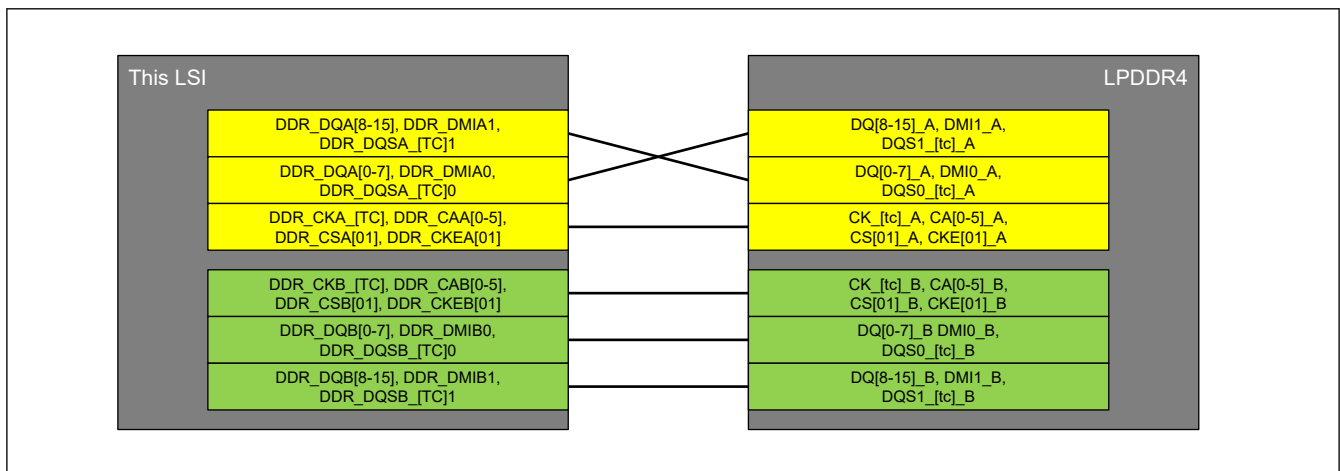 This LSI
DDR_DQA[8-15], DDR_DMIA1,
DDR_DQSA_[TC]1
DDR_DQA[0-7], DDR_DMIA0,
DDR_DQSA_[TC]0
DDR_CKA_[TC], DDR_CAA[0-5],
DDR_CSA[01], DDR_CKEA[01]
DDR_CKB_[TC], DDR_CAB[0-5],
DDR_CSB[01], DDR_CKEB[01]
DDR_DQB[0-7], DDR_DMIB0,
DDR_DQSB_[TC]0
DDR_DQB[8-15], DDR_DMIB1,
DDR_DQSB_[TC]1
LPDDR4
DQ[8-15]_A, DMI1_A,
DQS1_[tc]_A
DQ[0-7]_A, DMI0_A,
DQS0_[tc]_A
CK_[tc]_A, CA[0-5]_A,
CS[01]_A, CKE[01]_A
CK_[tc]_B, CA[0-5]_B,
CS[01]_B, CKE[01]_B
DQ[0-7]_B DMI0_B,
DQS0_[tc]_B
DQ[8-15]_B, DMI1_B,
DQS1_[tc]_B